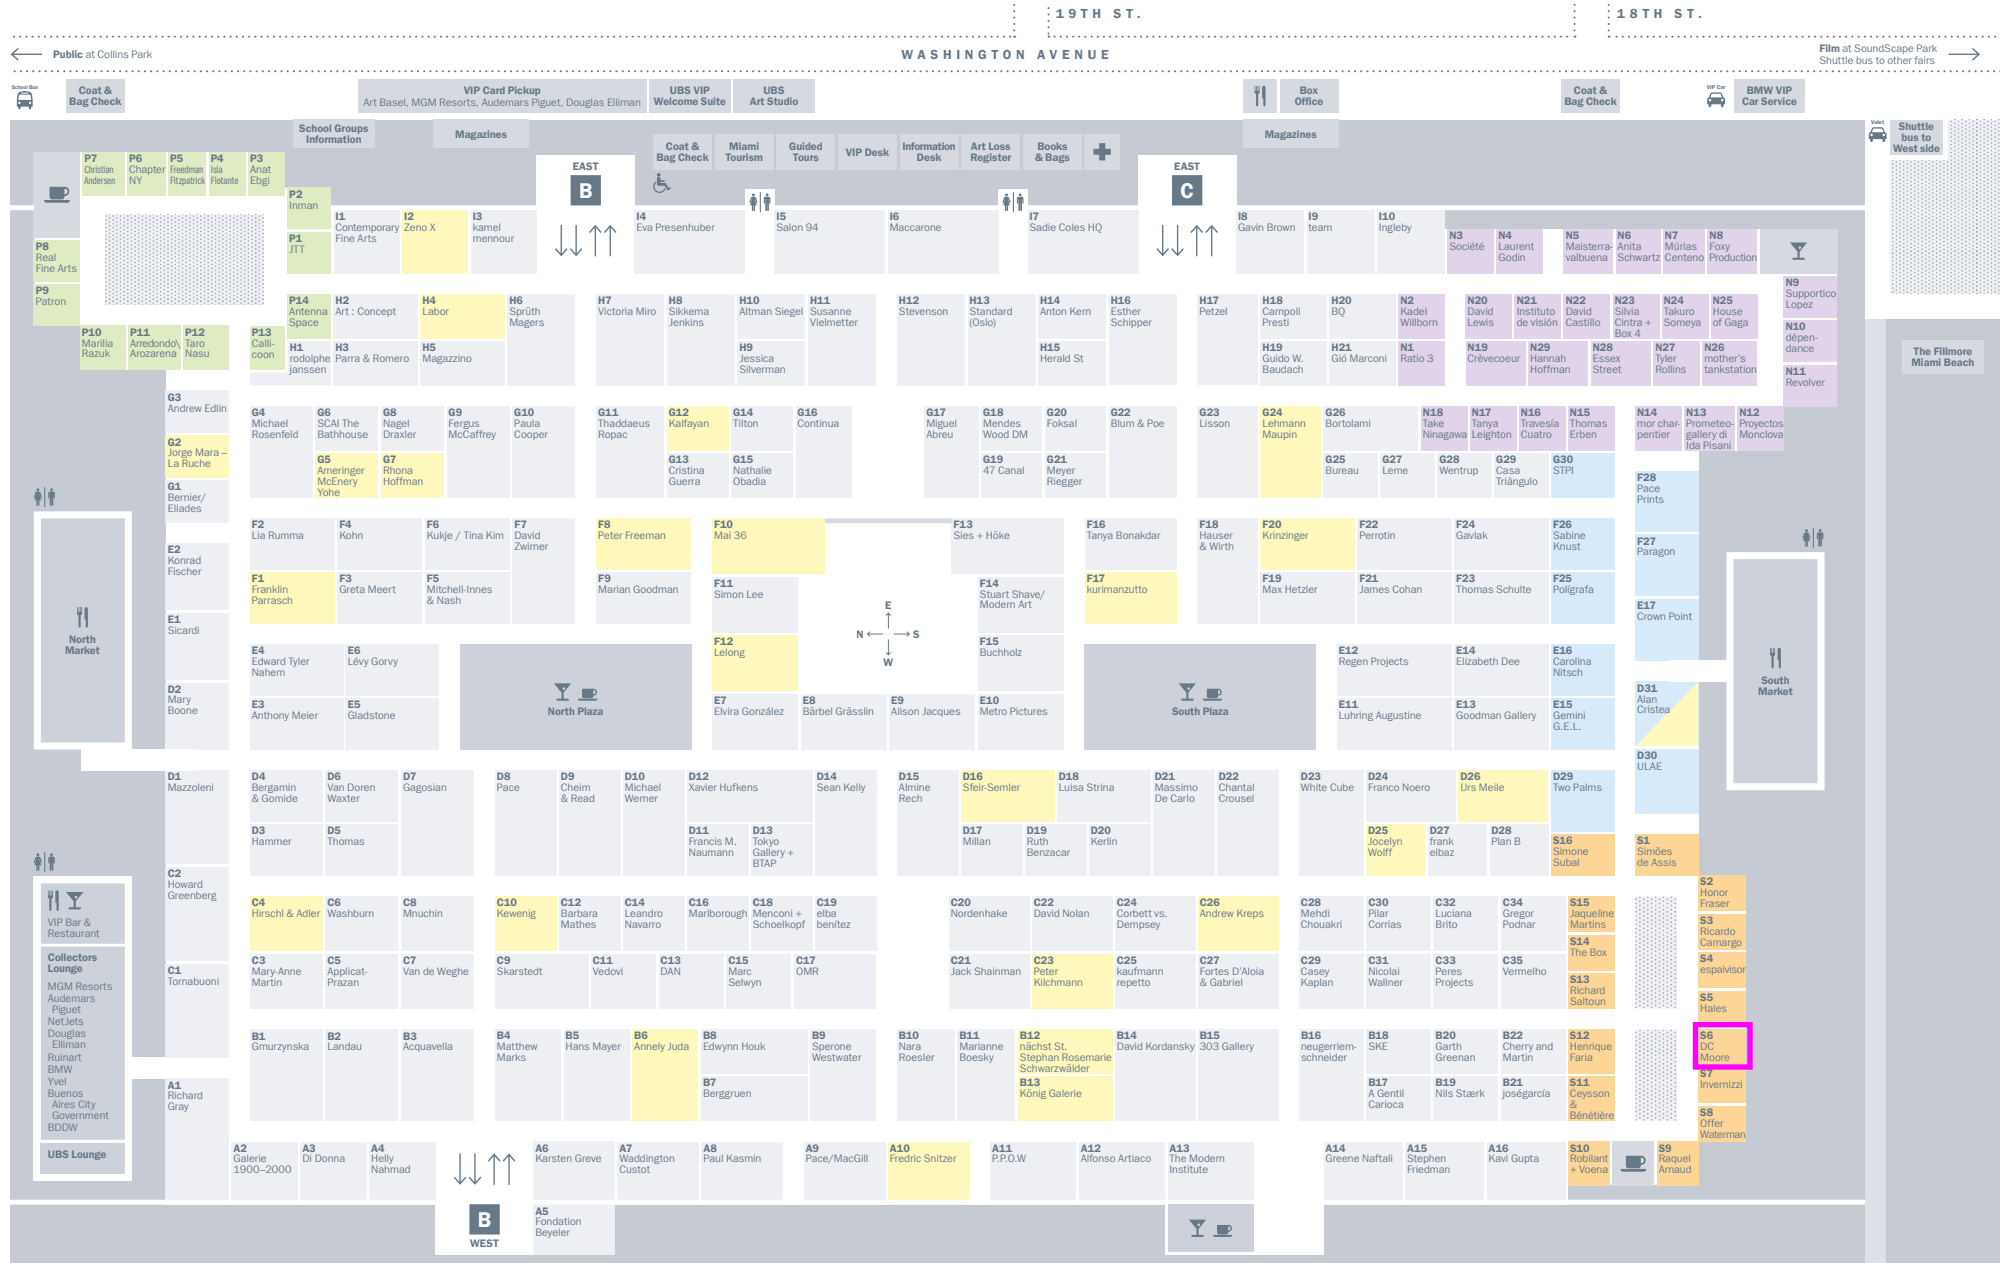 19TH ST.
18TH ST.
Public at Collins Park
WASHINGTON AVENUE
Film at SoundScape Park
Shuttle bus to other fairs
School Bus
Coat &
Bag Check
VIP Card Pickup
Art Basel, MGM Resorts, Audemars Piguet, Douglas Elliman
UBS VIP
Welcome Suite
UBS
Art Studio
Box
Office
Coat &
Bag Check
VIP Car
BMW VIP
Car Service
School Groups
Information
Magazines
Coat &
Bag Check
Miami
Tourism
Guided
Tours
VIP Desk
Information
Desk
Art Loss
Register
Books
& Bags
Magazines
Valet
Shuttle
bus to
West side
EAST
B
EAST
C
P7
Christian
Andersen
P6
Chapter
NY
P5
Freedman
Fitzpatrick
P4
Isla
Flotante
P3
Anat
Ebgi
P2
Inman
P1
JTT
P8
Real
Fine Arts
P9
Patron
P10
Marilia
Razuk
P11
Arredondo\
Arozarena
P12
Taro
Nasu
P13
Calli-
coon
P14
Antenna
Space
I1
Contemporary
Fine Arts
I2
Zeno X
I3
kamel
mennour
I4
Eva Presenhuber
I5
Salon 94
I6
Maccarone
I7
Sadie Coles HQ
I8
Gavin Brown
I9
team
I10
Ingleby
N3
Société
N4
Laurent
Godin
N5
Maisterra-
valbuena
N6
Anita
Schwartz
N7
Múrias
Centeno
N8
Foxy
Production
N9
Supportico
Lopez
N10
dépen-
dance
N11
Revolver
H2
Art : Concept
H4
Labor
H6
Sprüth
Magers
H1
rodolphe
janssen
H3
Parra & Romero
H5
Magazzino
H7
Victoria Miro
H8
Sikkema
Jenkins
H10
Altman Siegel
H11
Susanne
Vielmetter
H9
Jessica
Silverman
H12
Stevenson
H13
Standard
(Oslo)
H14
Anton Kern
H16
Esther
Schipper
H15
Herald St
H17
Petzel
H18
Campoli
Presti
H20
BQ
N2
Kadel
Willborn
H19
Guido W.
Baudach
H21
Gió Marconi
N1
Ratio 3
N20
David
Lewis
N21
Instituto
de visión
N22
David
Castillo
N23
Silvia
Cintra +
Box 4
N24
Takuro
Someya
N25
House
of Gaga
N19
Crèvecoeur
N29
Hannah
Hoffman
N28
Essex
Street
N27
Tyler
Rollins
N26
mother's
tankstation
The Fillmore
Miami Beach
G3
Andrew Edlin
G2
Jorge Mara –
La Ruche
G1
Bernier/
Eliades
G4
Michael
Rosenfeld
G6
SCAI The
Bathhouse
G8
Nagel
Draxler
G9
Fergus
McCaffrey
G10
Paula
Cooper
G5
Ameringer
McEnery
Yohe
G7
Rhona
Hoffman
G11
Thaddaeus
Ropac
G12
Kalfayan
G14
Tilton
G16
Continua
G13
Cristina
Guerra
G15
Nathalie
Obadia
G17
Miguel
Abreu
G18
Mendes
Wood DM
G20
Foksal
G22
Blum & Poe
G19
47 Canal
G21
Meyer
Riegger
G23
Lisson
G24
Lehmann
Maupin
G26
Bortolami
N18
Take
Ninagawa
N17
Tanya
Leighton
N16
Travesía
Cuatro
N15
Thomas
Erben
N14
mor char-
pentier
N13
Prometeo-
gallery di
Ida Pisani
N12
Proyectos
Monclova
G25
Bureau
G27
Leme
G28
Wentrup
G29
Casa
Triângulo
G30
STPI
F28
Pace
Prints
F27
Paragon
E17
Crown Point
F2
Lia Rumma
F4
Kohn
F6
Kukje / Tina Kim
F7
David
Zwirner
F1
Franklin
Parrasch
F3
Greta Meert
F5
Mitchell-Innes
& Nash
F8
Peter Freeman
F9
Marian Goodman
F10
Mai 36
F11
Simon Lee
F12
Lelong
F13
Sies + Höke
F14
Stuart Shave/
Modern Art
F15
Buchholz
F16
Tanya Bonakdar
F17
kurimanzutto
F18
Hauser
& Wirth
F20
Krinzinger
F22
Perrotin
F24
Gavlak
F26
Sabine
Knust
F19
Max Hetzler
F21
James Cohan
F23
Thomas Schulte
F25
Polígrafa
E
N
S
W
North
Market
South
Market
E2
Konrad
Fischer
E1
Sicardi
D2
Mary
Boone
E4
Edward Tyler
Nahem
E6
Lévy Gorvy
E3
Anthony Meier
E5
Gladstone
North Plaza
E7
Elvira González
E8
Bärbel Grässlin
E9
Alison Jacques
E10
Metro Pictures
South Plaza
E12
Regen Projects
E14
Elizabeth Dee
E16
Carolina
Nitsch
E11
Luhring Augustine
E13
Goodman Gallery
E15
Gemini
G.E.L.
D31
Alan
Cristea
D30
ULAE
D1
Mazzoleni
D4
Bergamin
& Gomide
D6
Van Doren
Waxter
D7
Gagosian
D3
Hammer
D5
Thomas
D8
Pace
D9
Cheim
& Read
D10
Michael
Werner
D12
Xavier Hufkens
D14
Sean Kelly
D11
Francis M.
Naumann
D13
Tokyo
Gallery +
BTAP
D15
Almine
Rech
D16
Sfeir-Semler
D18
Luisa Strina
D21
Massimo
De Carlo
D22
Chantal
Crousel
D17
Millan
D19
Ruth
Benzacar
D20
Kerlin
D23
White Cube
D24
Franco Noero
D26
Urs Meile
D29
Two Palms
D25
Jocelyn
Wolff
D27
frank
elbaz
D28
Plan B
S16
Simone
Subal
S1
Simões
de Assis
C2
Howard
Greenberg
C1
Tornabuoni
C4
Hirschl & Adler
C6
Washburn
C8
Mnuchin
C3
Mary-Anne
Martin
C5
Applicat-
Prazan
C7
Van de Weghe
C10
Kewenig
C12
Barbara
Mathes
C14
Leandro
Navarro
C16
Marlborough
C18
Menconi +
Schoelkopf
C19
elba
benítez
C9
Skarstedt
C11
Vedovi
C13
DAN
C15
Marc
Selwyn
C17
OMR
C20
Nordenhake
C22
David Nolan
C24
Corbett vs.
Dempsey
C26
Andrew Kreps
C21
Jack Shainman
C23
Peter
Kilchmann
C25
kaufmann
repetto
C27
Fortes D'Aloia
& Gabriel
C28
Mehdi
Chouakri
C30
Pilar
Corrias
C32
Luciana
Brito
C34
Gregor
Podnar
C29
Casey
Kaplan
C31
Nicolai
Wallner
C33
Peres
Projects
C35
Vermelho
S15
Jaqueline
Martins
S14
The Box
S13
Richard
Saltoun
S2
Honor
Fraser
S3
Ricardo
Camargo
S4
espaivisor
S5
Hales
S6
DC
Moore
S7
Invernizzi
S8
Offer
Waterman
VIP Bar &
Restaurant
Collectors
Lounge
MGM Resorts
Audemars
Piguet
NetJets
Douglas
Elliman
Ruinart
BMW
Yvel
Buenos
Aires City
Government
BDDW
UBS Lounge
B1
Gmurzynska
B2
Landau
B3
Acquavella
B4
Matthew
Marks
B5
Hans Mayer
B6
Annely Juda
B8
Edwynn Houk
B7
Berggruen
B9
Sperone
Westwater
B10
Nara
Roesler
B11
Marianne
Boesky
B12
nächst St.
Stephan Rosemarie
Schwarzwälder
B13
König Galerie
B14
David Kordansky
B15
303 Gallery
B16
neugerriem-
schneider
B18
SKE
B20
Garth
Greenan
B22
Cherry and
Martin
B17
A Gentil
Carioca
B19
Nils Stærk
B21
joségarcía
S12
Henrique
Faria
S11
Ceysson
&
Bénétière
A1
Richard
Gray
A2
Galerie
1900–2000
A3
Di Donna
A4
Helly
Nahmad
A6
Karsten Greve
A7
Waddington
Custot
A8
Paul Kasmin
A9
Pace/MacGill
A10
Fredric Snitzer
A11
P.P.O.W
A12
Alfonso Artiaco
A13
The Modern
Institute
A14
Greene Naftali
A15
Stephen
Friedman
A16
Kavi Gupta
S10
Robilant
+ Voena
S9
Raquel
Arnaud
B
WEST
A5
Fondation
Beyeler